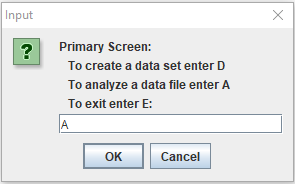 Input
Primary Screen:
To create a data set enter D
To analyze a data file enter A
To exit enter E:
A
OK Cancel